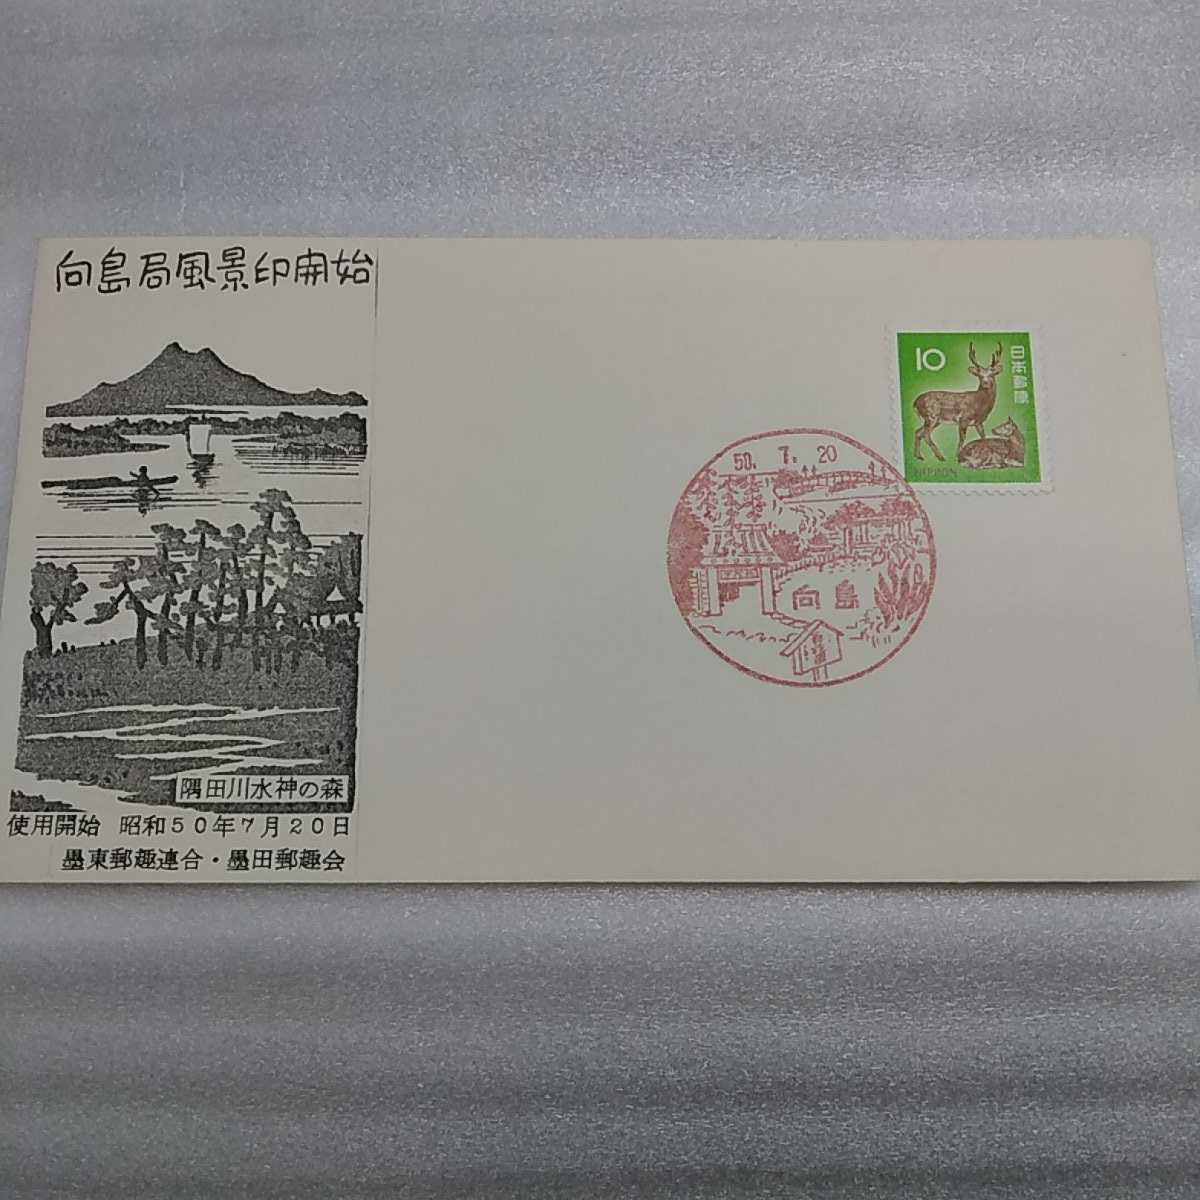 向島局風景印開始
隅田川水神の森
使用開始 昭和50年7月20日
墨東郵趣連合・墨田郵趣会
10
日本郵便
NIPPON
50. 7. 20
向島